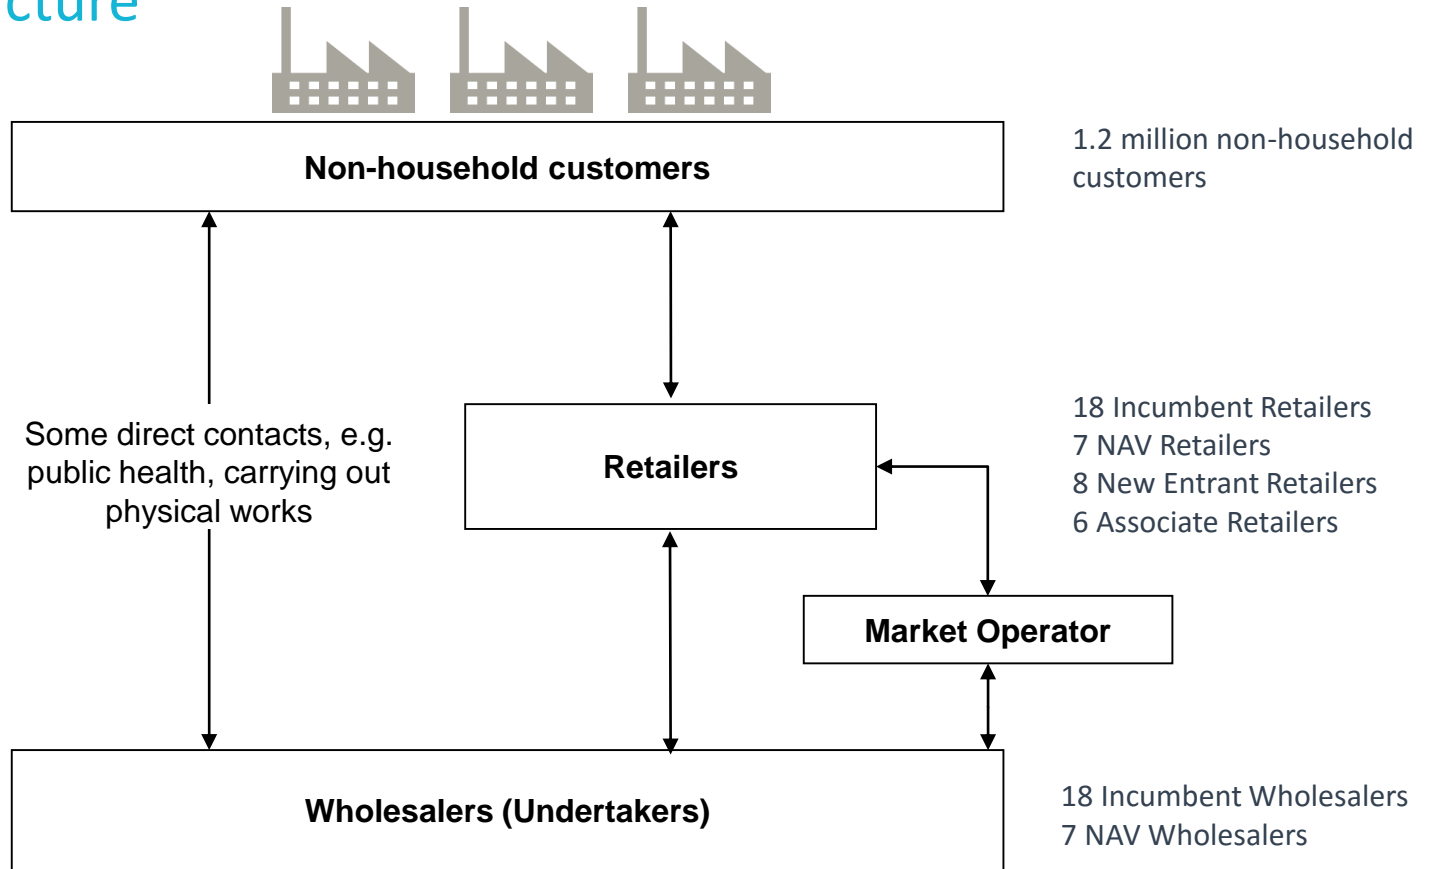 cture
Non-household customers
1.2 million non-household
customers
Some direct contacts, e.g.
public health, carrying out
physical works
Retailers
18 Incumbent Retailers
7 NAV Retailers
8 New Entrant Retailers
6 Associate Retailers
Market Operator
Wholesalers (Undertakers)
18 Incumbent Wholesalers
7 NAV Wholesalers